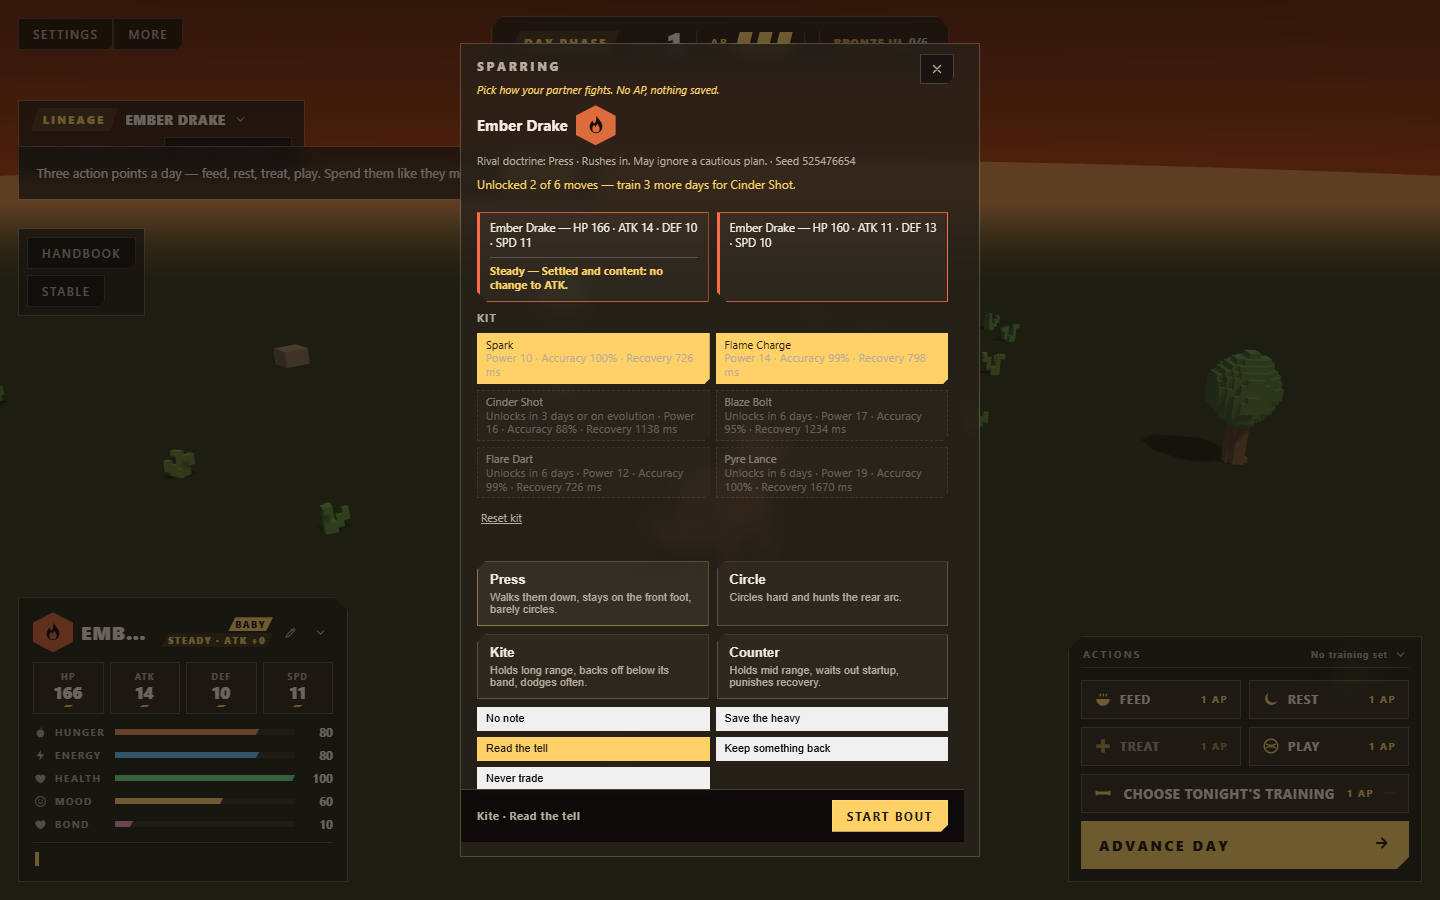 SETTINGS
MORE
DAY PHASE
1
AP
BRONZE III 0/6
LINEAGE
EMBER DRAKE
Three action points a day — feed, rest, treat, play. Spend them like they m
HANDBOOK
STABLE
SPARRING
Pick how your partner fights. No AP, nothing saved.
Ember Drake
Rival doctrine: Press · Rushes in. May ignore a cautious plan. · Seed 525476654
Unlocked 2 of 6 moves — train 3 more days for Cinder Shot.
Ember Drake — HP 166 · ATK 14 · DEF 10
· SPD 11
Steady — Settled and content: no
change to ATK.
Ember Drake — HP 160 · ATK 11 · DEF 13
· SPD 10
KIT
Spark
Power 10 · Accuracy 100% · Recovery 726
ms
Flame Charge
Power 14 · Accuracy 99% · Recovery 798
ms
Cinder Shot
Unlocks in 3 days or on evolution · Power
16 · Accuracy 88% · Recovery 1138 ms
Blaze Bolt
Unlocks in 6 days · Power 17 · Accuracy
95% · Recovery 1234 ms
Flare Dart
Unlocks in 6 days · Power 12 · Accuracy
99% · Recovery 726 ms
Pyre Lance
Unlocks in 6 days · Power 19 · Accuracy
100% · Recovery 1670 ms
Reset kit
Press
Walks them down, stays on the front foot,
barely circles.
Circle
Circles hard and hunts the rear arc.
Kite
Holds long range, backs off below its
band, dodges often.
Counter
Holds mid range, waits out startup,
punishes recovery.
No note
Save the heavy
Read the tell
Keep something back
Never trade
Kite · Read the tell
START BOUT
EMB...
BABY
STEADY · ATK +0
HP
166
ATK
14
DEF
10
SPD
11
HUNGER 80
ENERGY 80
HEALTH 100
MOOD 60
BOND 10
ACTIONS
No training set
FEED 1 AP
REST 1 AP
TREAT 1 AP
PLAY 1 AP
CHOOSE TONIGHT'S TRAINING 1 AP
ADVANCE DAY